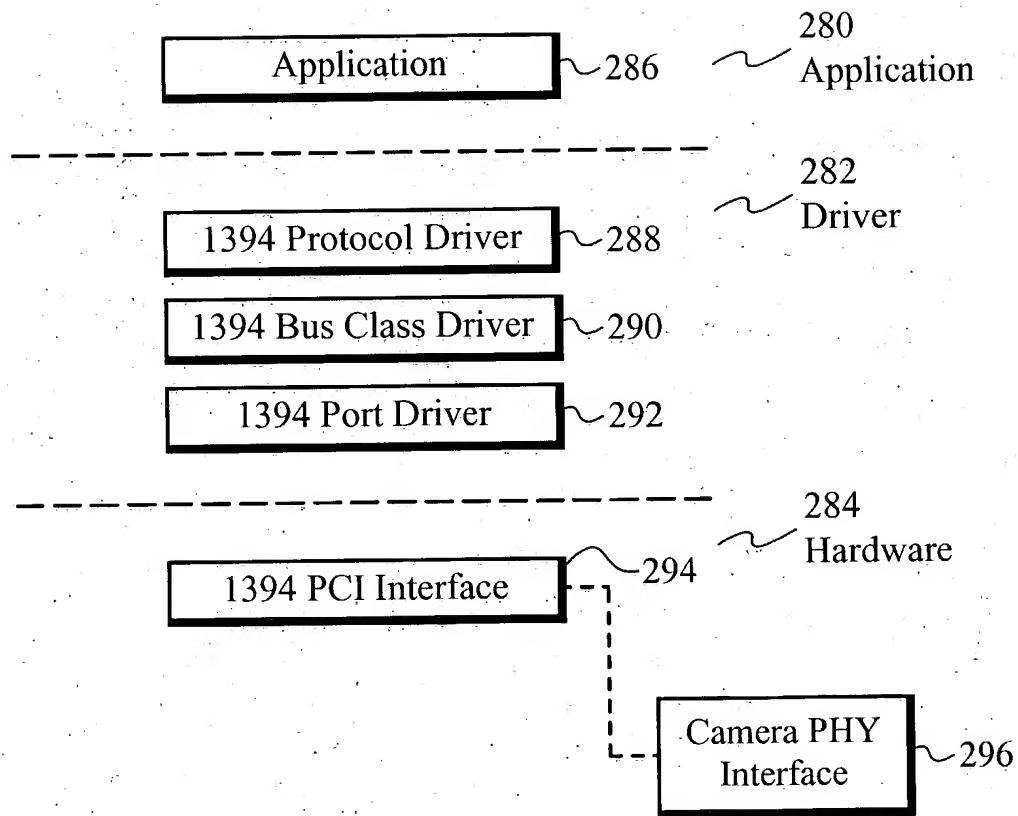 280
Application
Application
286
282
Driver
1394 Protocol Driver
288
1394 Bus Class Driver
290
1394 Port Driver
292
284
Hardware
1394 PCI Interface
294
Camera PHY
Interface
296